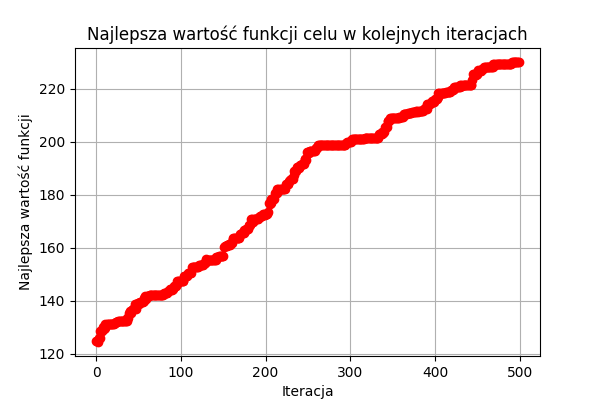 Najlepsza wartość funkcji celu w kolejnych iteracjach
Najlepsza wartość funkcji
220
200
180
160
140
120
0 100 200 300 400 500
Iteracja